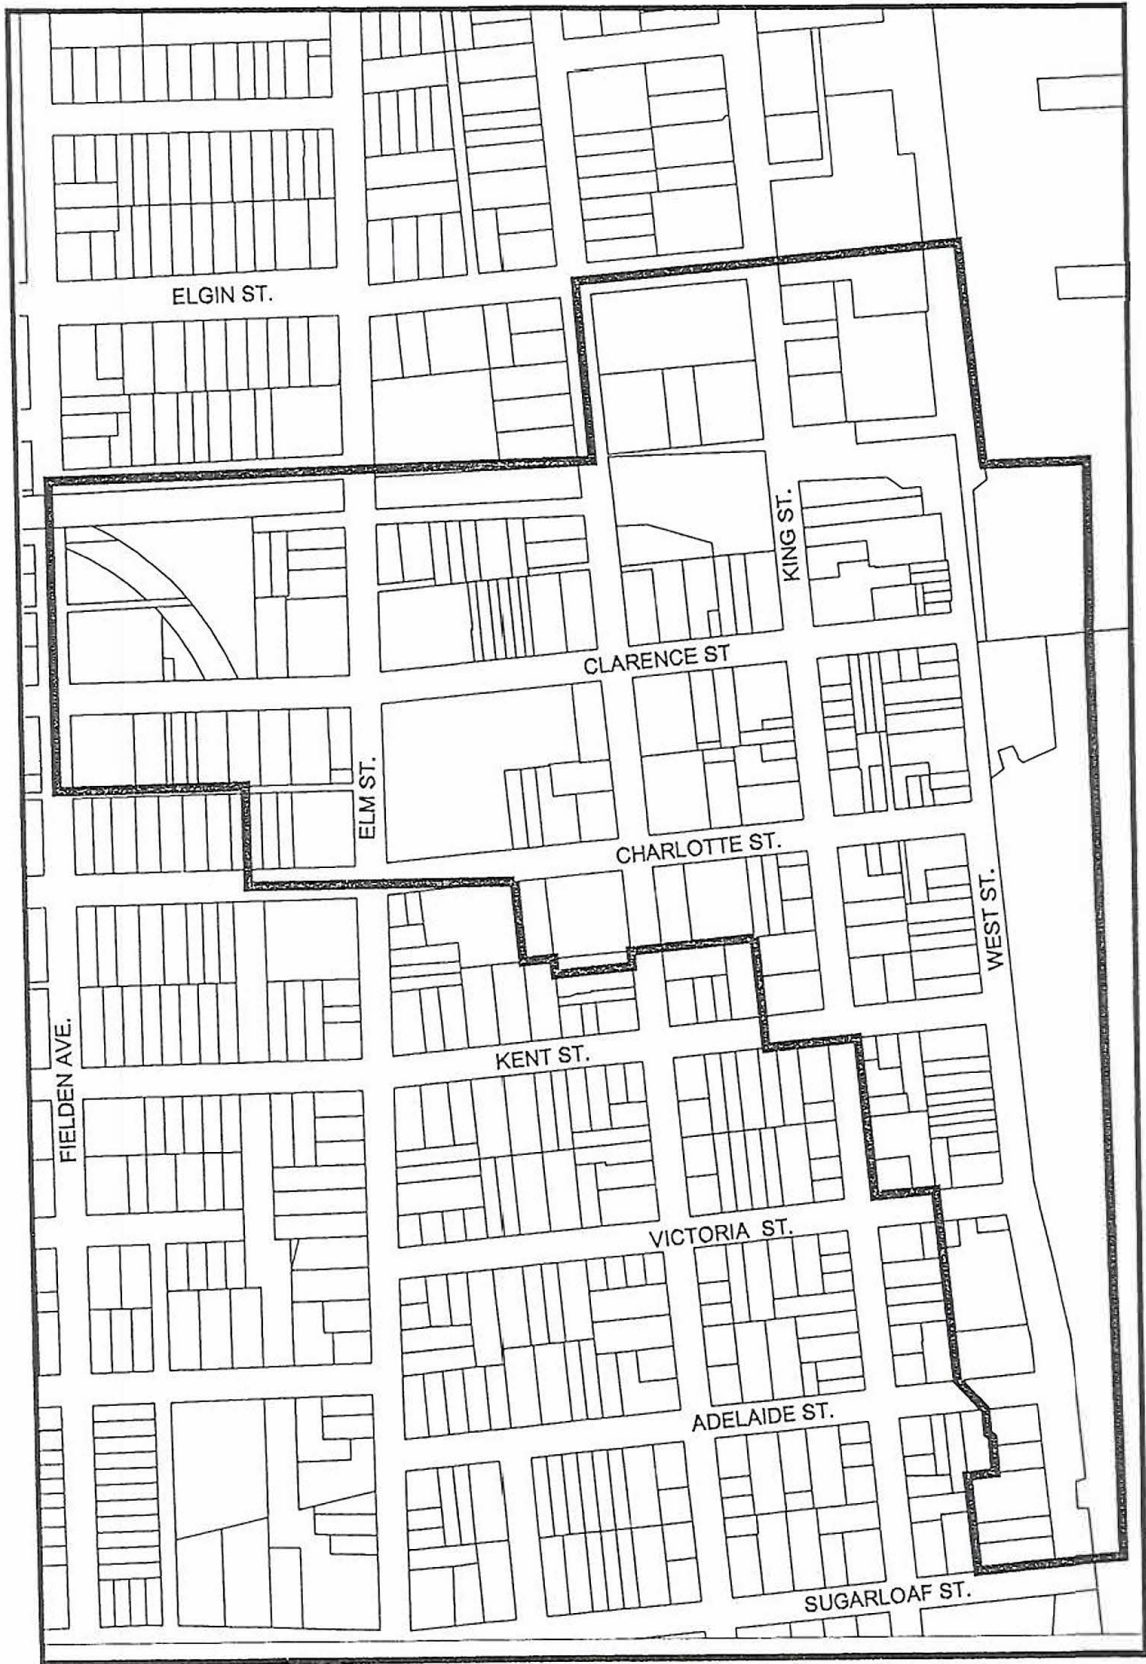 ELGIN ST.
KING ST.
CLARENCE ST
ELM ST.
CHARLOTTE ST.
WEST ST.
FIELDEN AVE.
KENT ST.
VICTORIA ST.
ADELAIDE ST.
SUGARLOAF ST.